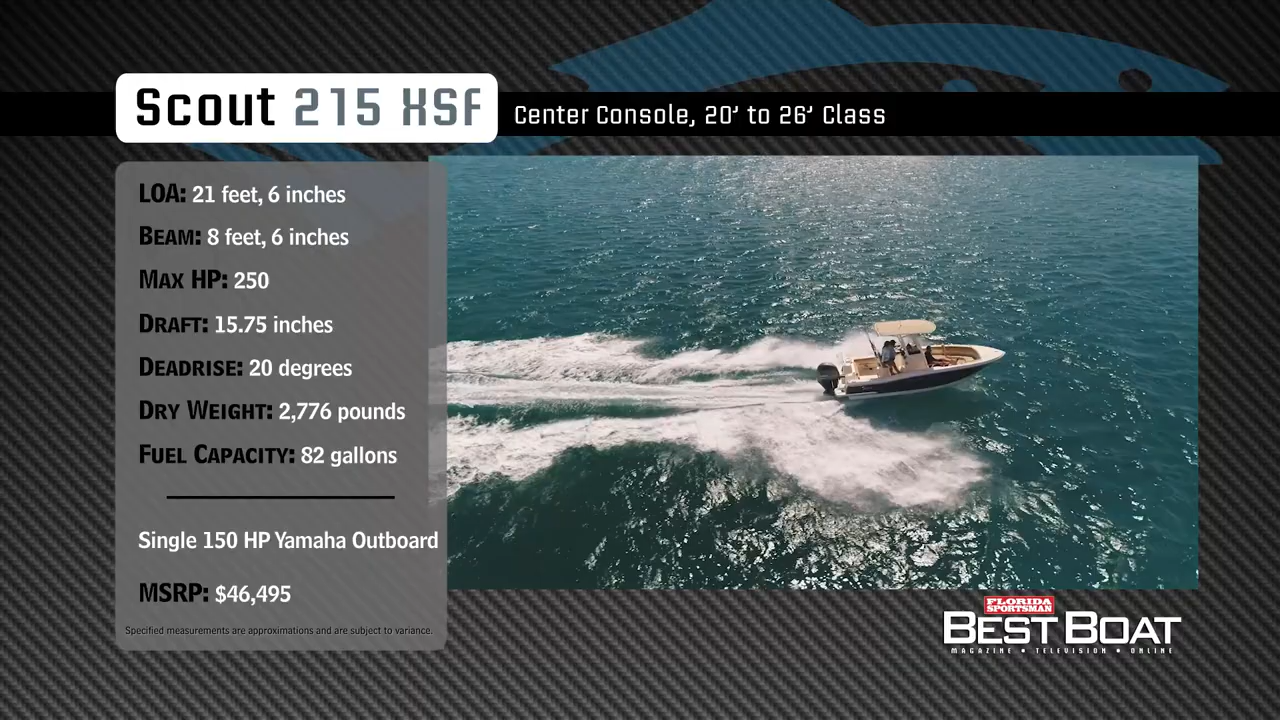 Scout 215 XSF
Center Console, 20' to 26' Class
LOA: 21 feet, 6 inches
BEAM: 8 feet, 6 inches
MAX HP: 250
DRAFT: 15.75 inches
DEADRISE: 20 degrees
DRY WEIGHT: 2,776 pounds
FUEL CAPACITY: 82 gallons
Single 150 HP Yamaha Outboard
MSRP: $46,495
Specified measurements are approximations and are subject to variance.
FLORIDA
SPORTSMAN
BEST BOAT
MAGAZINE • TELEVISION • ONLINE